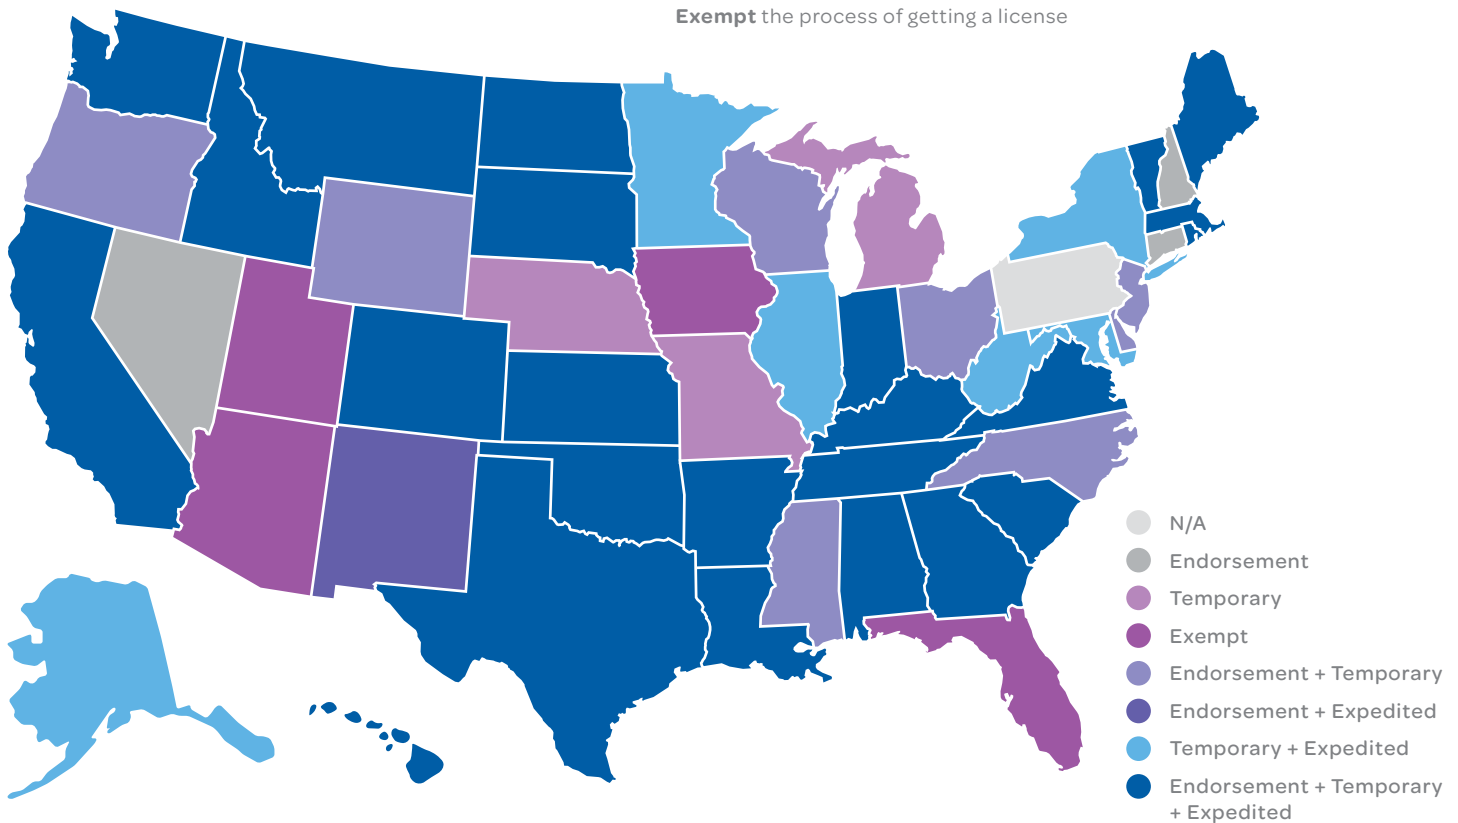 Exempt the process of getting a license
N/A
Endorsement
Temporary
Exempt
Endorsement + Temporary
Endorsement + Expedited
Temporary + Expedited
Endorsement + Temporary
+ Expedited